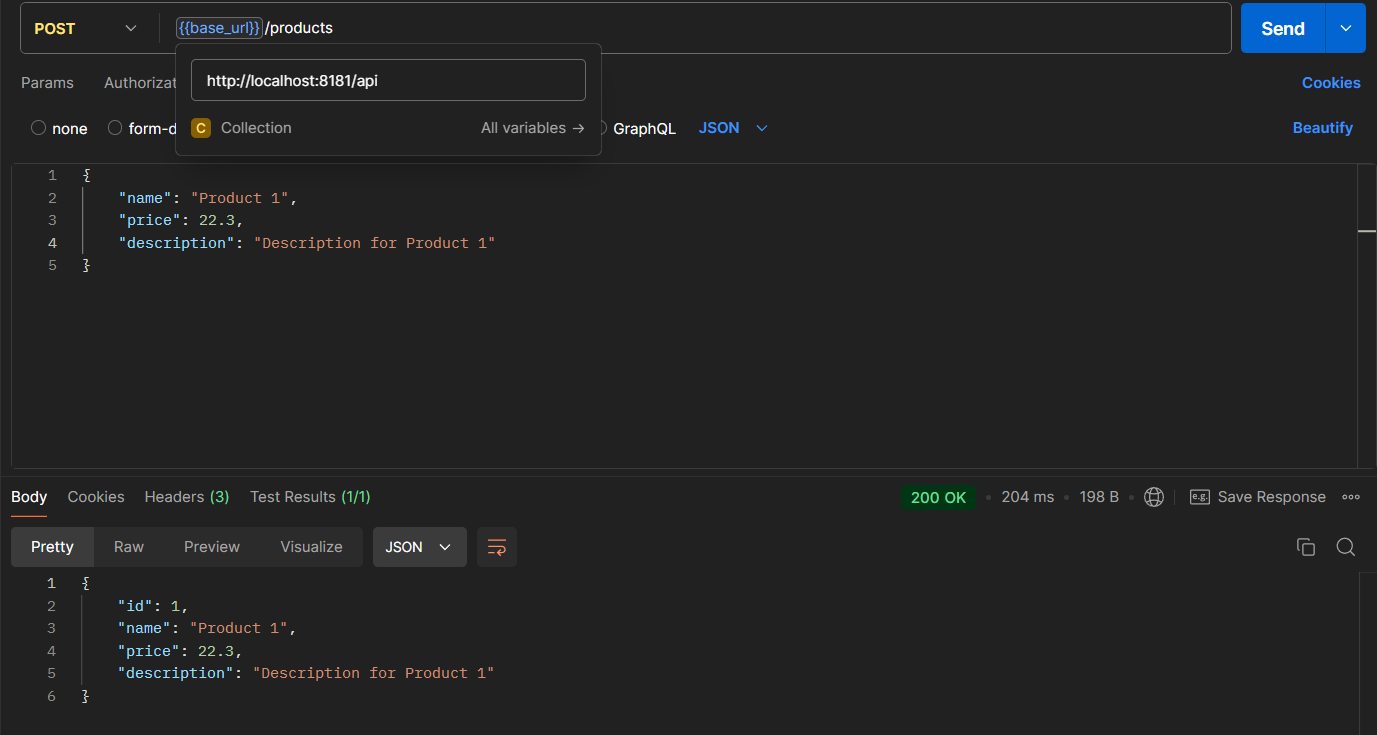 POST {{base_url}}/products Send
http://localhost:8181/api
Params Authorizat Cookies
none form-d C Collection All variables → GraphQL JSON Beautify
1 {
2 "name": "Product 1",
3 "price": 22.3,
4 "description": "Description for Product 1"
5 }
Body Cookies Headers (3) Test Results (1/1) 200 OK 204 ms 198 B e.g. Save Response
Pretty Raw Preview Visualize JSON
1 {
2 "id": 1,
3 "name": "Product 1",
4 "price": 22.3,
5 "description": "Description for Product 1"
6 }